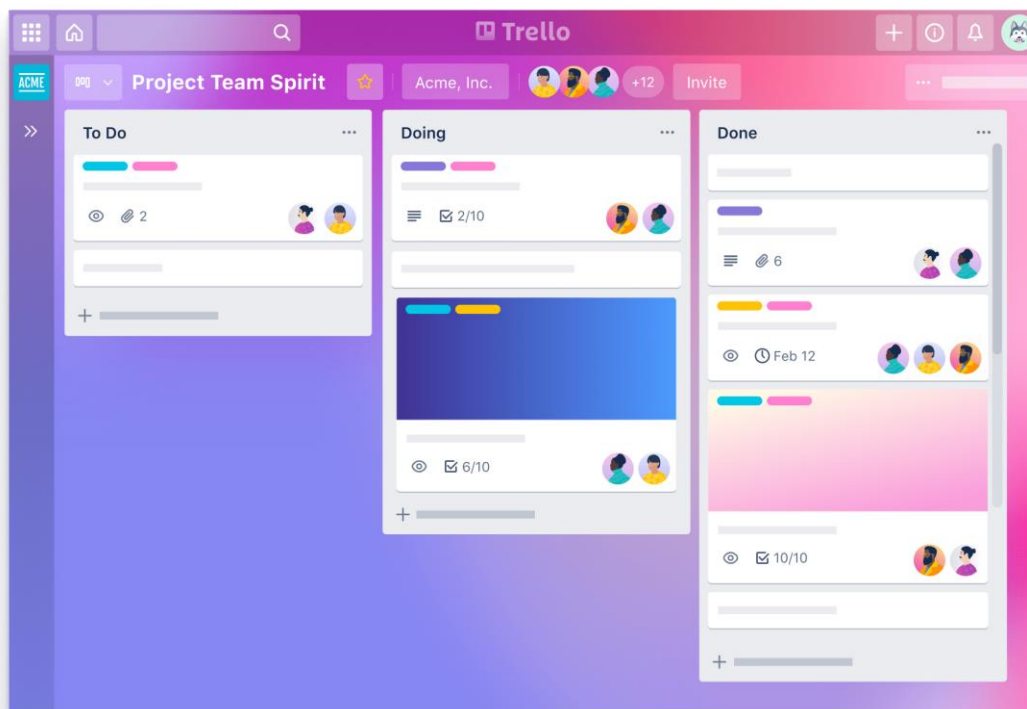 Trello
ACME
Project Team Spirit
Acme, Inc.
+12
Invite
To Do
2
Doing
2/10
6/10
Done
6
Feb 12
10/10